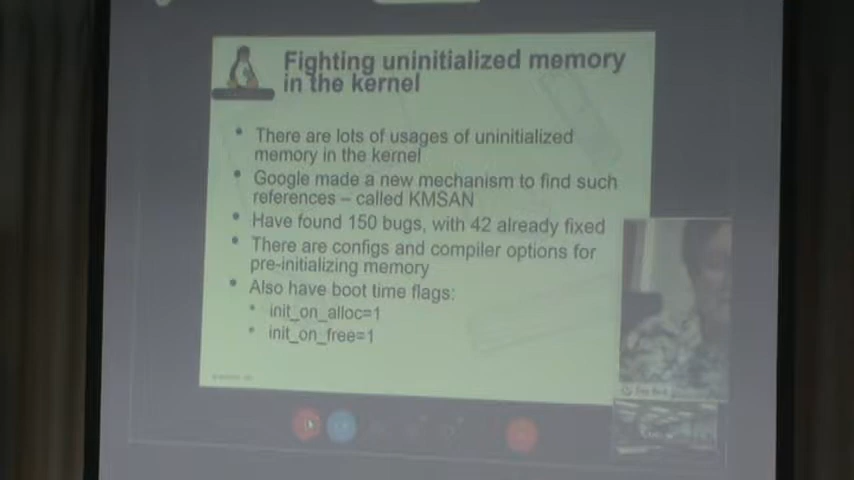 Fighting uninitialized memory
in the kernel
• There are lots of usages of uninitialized
memory in the kernel
• Google made a new mechanism to find such
references – called KMSAN
• Have found 150 bugs, with 42 already fixed
• There are configs and compiler options for
pre-initializing memory
• Also have boot time flags:
• init_on_alloc=1
• init_on_free=1